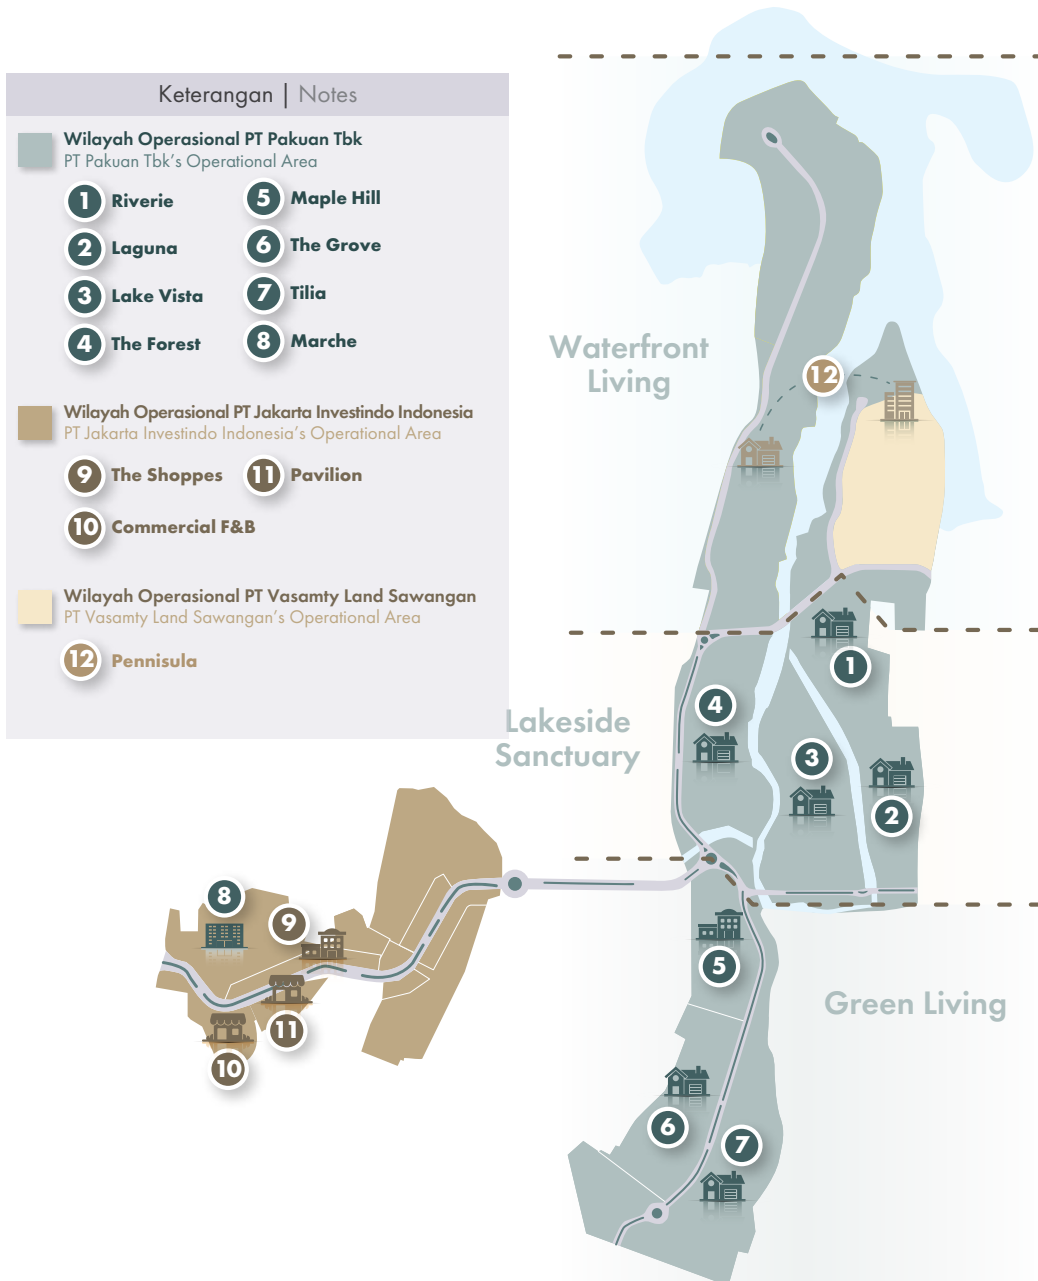 Keterangan | Notes
Wilayah Operasional PT Pakuan Tbk
PT Pakuan Tbk's Operational Area
1 Riverie
2 Laguna
3 Lake Vista
4 The Forest
5 Maple Hill
6 The Grove
7 Tilia
8 Marche
Wilayah Operasional PT Jakarta Investindo Indonesia
PT Jakarta Investindo Indonesia's Operational Area
9 The Shoppes
11 Pavilion
10 Commercial F&B
Wilayah Operasional PT Vasamty Land Sawangan
PT Vasamty Land Sawangan's Operational Area
12 Pennisula
Waterfront
Living
12
1
Lakeside
Sanctuary
4
3
2
8
9
11
10
5
Green Living
6
7